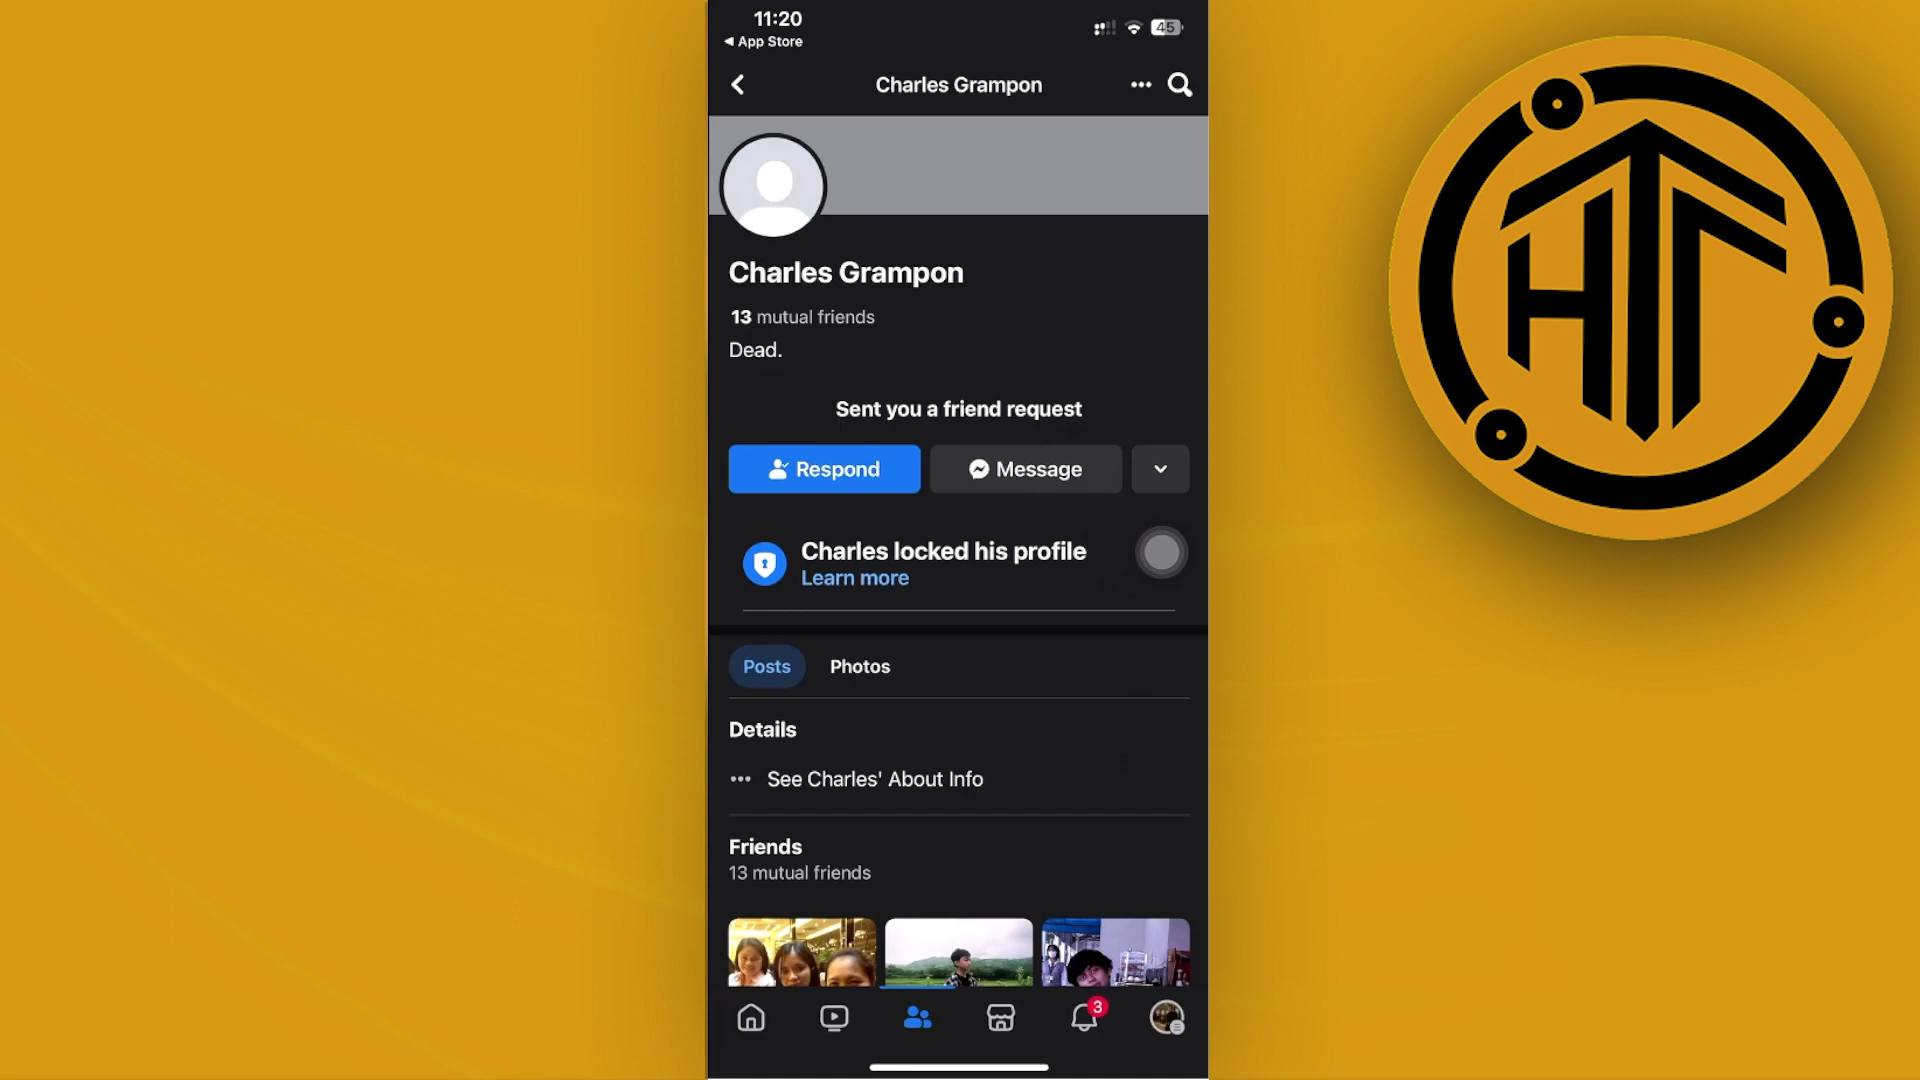 11:20
45
◀ App Store
Charles Grampon
Charles Grampon
13 mutual friends
Dead.
Sent you a friend request
Respond
Message
Charles locked his profile
Learn more
Posts
Photos
Details
See Charles' About Info
Friends
13 mutual friends
3
HT